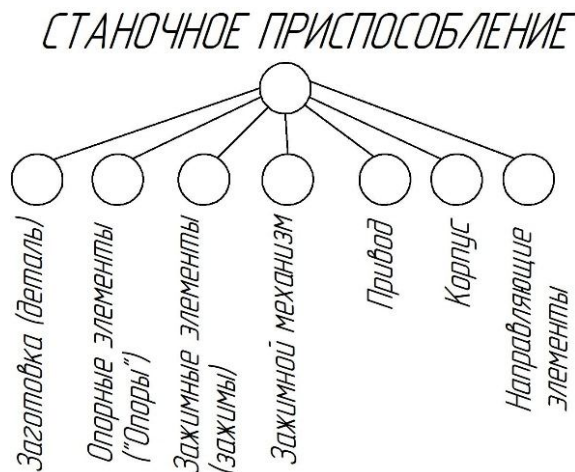 СТАНОЧНОЕ ПРИСПОСОБЛЕНИЕ
Заготовка (деталь)
Опорные элементы
("Опоры")
Зажимные элементы
(зажимы)
Зажимной механизм
Привод
Корпус
Направляющие
элементы